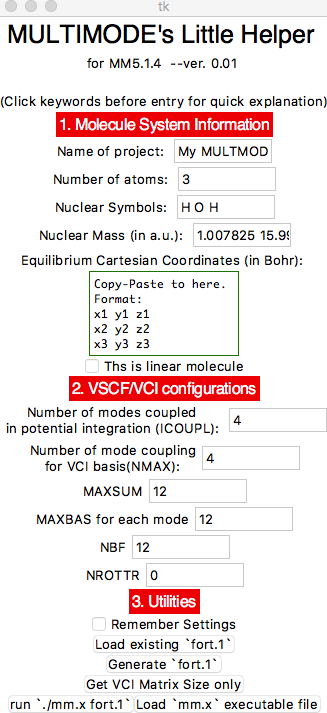 tk
MULTIMODE's Little Helper
for MM5.1.4 --ver. 0.01
(Click keywords before entry for quick explanation)
1. Molecule System Information
Name of project: My MULTMOD
Number of atoms: 3
Nuclear Symbols: H O H
Nuclear Mass (in a.u.): 1.007825 15.99
Equilibrium Cartesian Coordinates (in Bohr):
Copy-Paste to here.
Format:
x1 y1 z1
x2 y2 z2
x3 y3 z3
Ths is linear molecule
2. VSCF/VCI configurations
Number of modes coupled
in potential integration (ICOUPL): 4
Number of mode coupling
for VCI basis(NMAX): 4
MAXSUM 12
MAXBAS for each mode 12
NBF 12
NROTTR 0
3. Utilities
Remember Settings
Load existing `fort.1`
Generate `fort.1`
Get VCI Matrix Size only
run `./mm.x fort.1` Load `mm.x` executable file